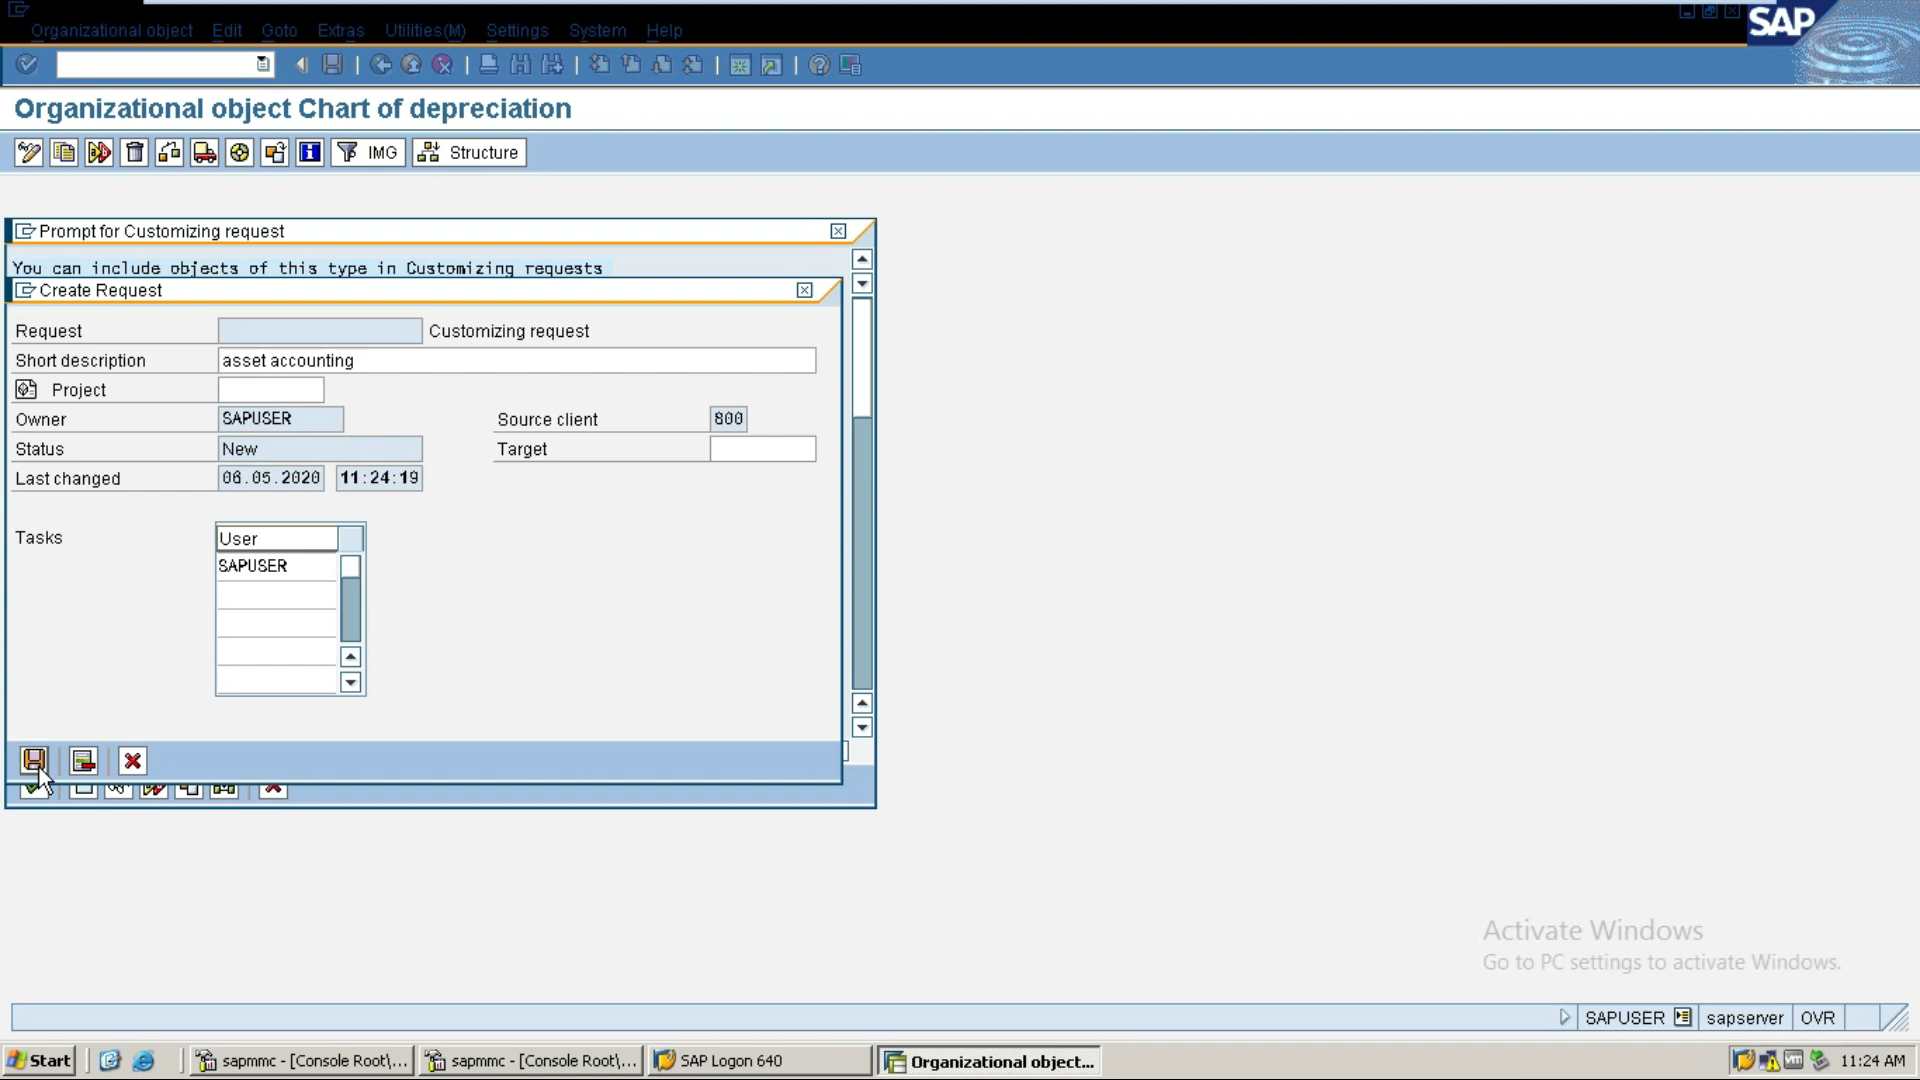 Organizational object Edit Goto Extras Utilities(M) Settings System Help
SAP
Organizational object Chart of depreciation
IMG Structure
Prompt for Customizing request
You can include objects of this type in Customizing requests
Create Request
Request Customizing request
Short description asset accounting
Project
Owner SAPUSER Source client 800
Status New Target
Last changed 06.05.2020 11:24:19
Tasks User
SAPUSER
Activate Windows
Go to PC settings to activate Windows.
SAPUSER sapserver OVR
Start sapmmc - [Console Root\... sapmmc - [Console Root\... SAP Logon 640 Organizational object... 11:24 AM